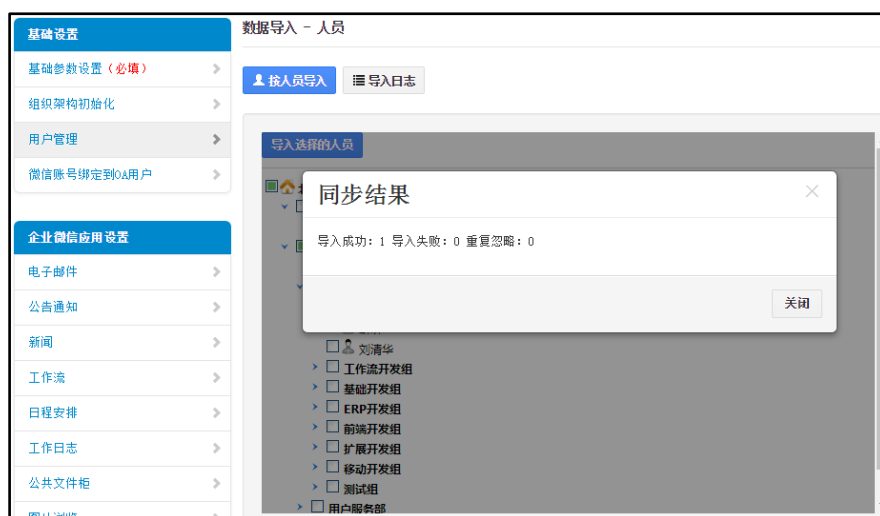 基础设置
基础参数设置（必填）
组织架构初始化
用户管理
微信账号绑定到OA用户
企业微信应用设置
电子邮件
公告通知
新闻
工作流
日程安排
工作日志
公共文件柜
数据导入 - 人员
按人员导入 导入日志
导入选择的人员
同步结果
导入成功: 1 导入失败: 0 重复忽略: 0
关闭
刘清华
工作流开发组
基础开发组
ERP开发组
前端开发组
扩展开发组
移动开发组
测试组
用户服务部